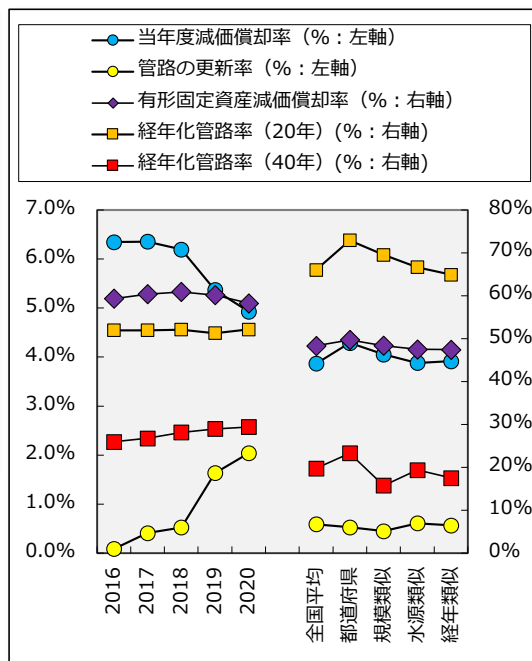 当年度減価償却率（%：左軸）
管路の更新率（%：左軸）
有形固定資産減価償却率（%：右軸）
経年化管路率（20年）(%：右軸)
経年化管路率（40年）(%：右軸)
7.0%
6.0%
5.0%
4.0%
3.0%
2.0%
1.0%
0.0%
80%
70%
60%
50%
40%
30%
20%
10%
0%
2016
2017
2018
2019
2020
全国平均
都道府県
規模類似
水源類似
経年類似